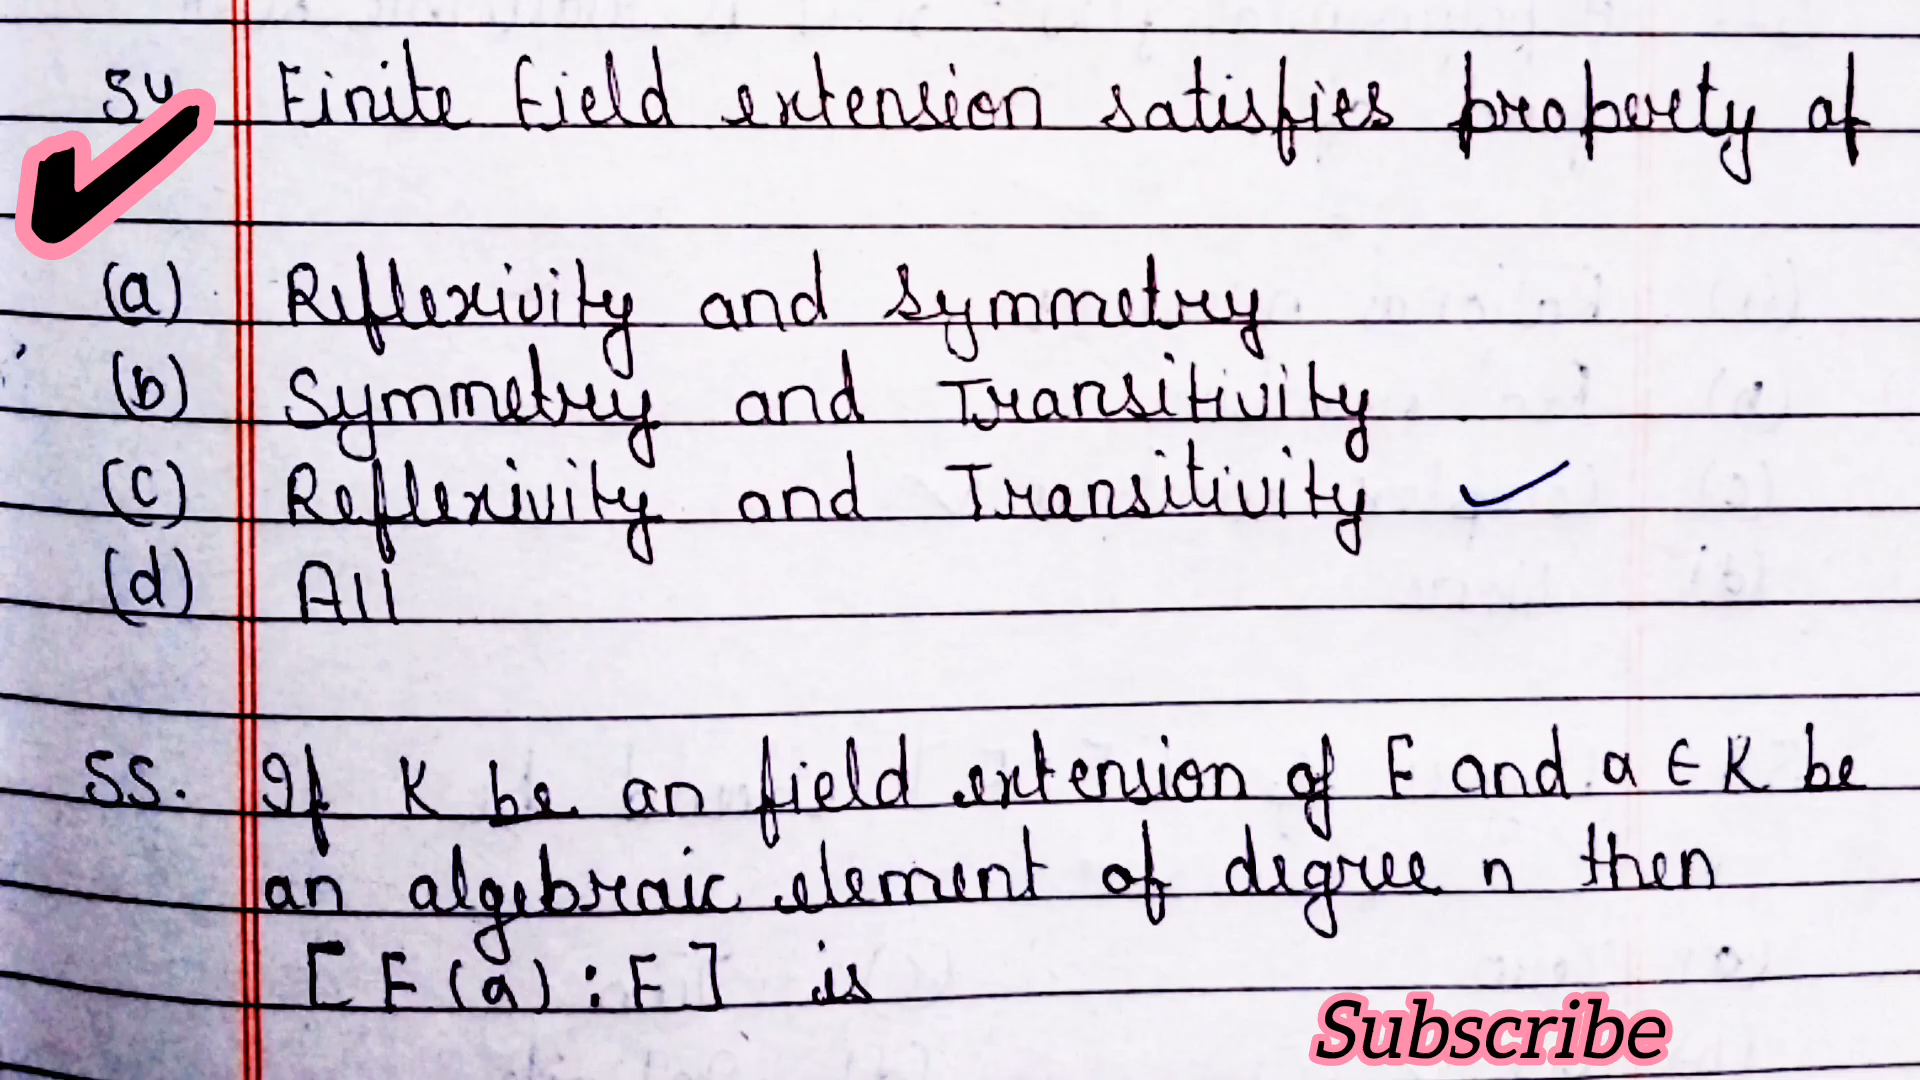 54 Finite Field extension satisfies property of
(a) Reflexivity and symmetry
(b) Symmetry and Transitivity
(c) Reflexivity and Transitivity ✓
(d) All
55. If K be an field extension of F and a ∈ K be
an algebraic element of degree n then
[F(a):F] is
Subscribe